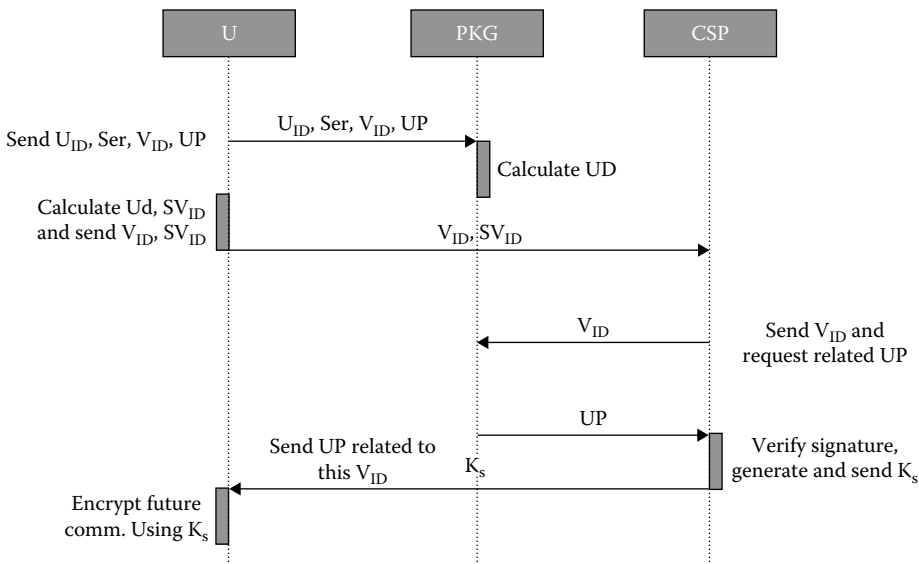 U
PKG
CSP
Send U_ID, Ser, V_ID, UP
U_ID, Ser, V_ID, UP
Calculate UD
Calculate Ud, SV_ID
and send V_ID, SV_ID
V_ID, SV_ID
V_ID
Send V_ID and
request related UP
UP
Send UP related to
this V_ID
K_s
Verify signature,
generate and send K_s
Encrypt future
comm. Using K_s